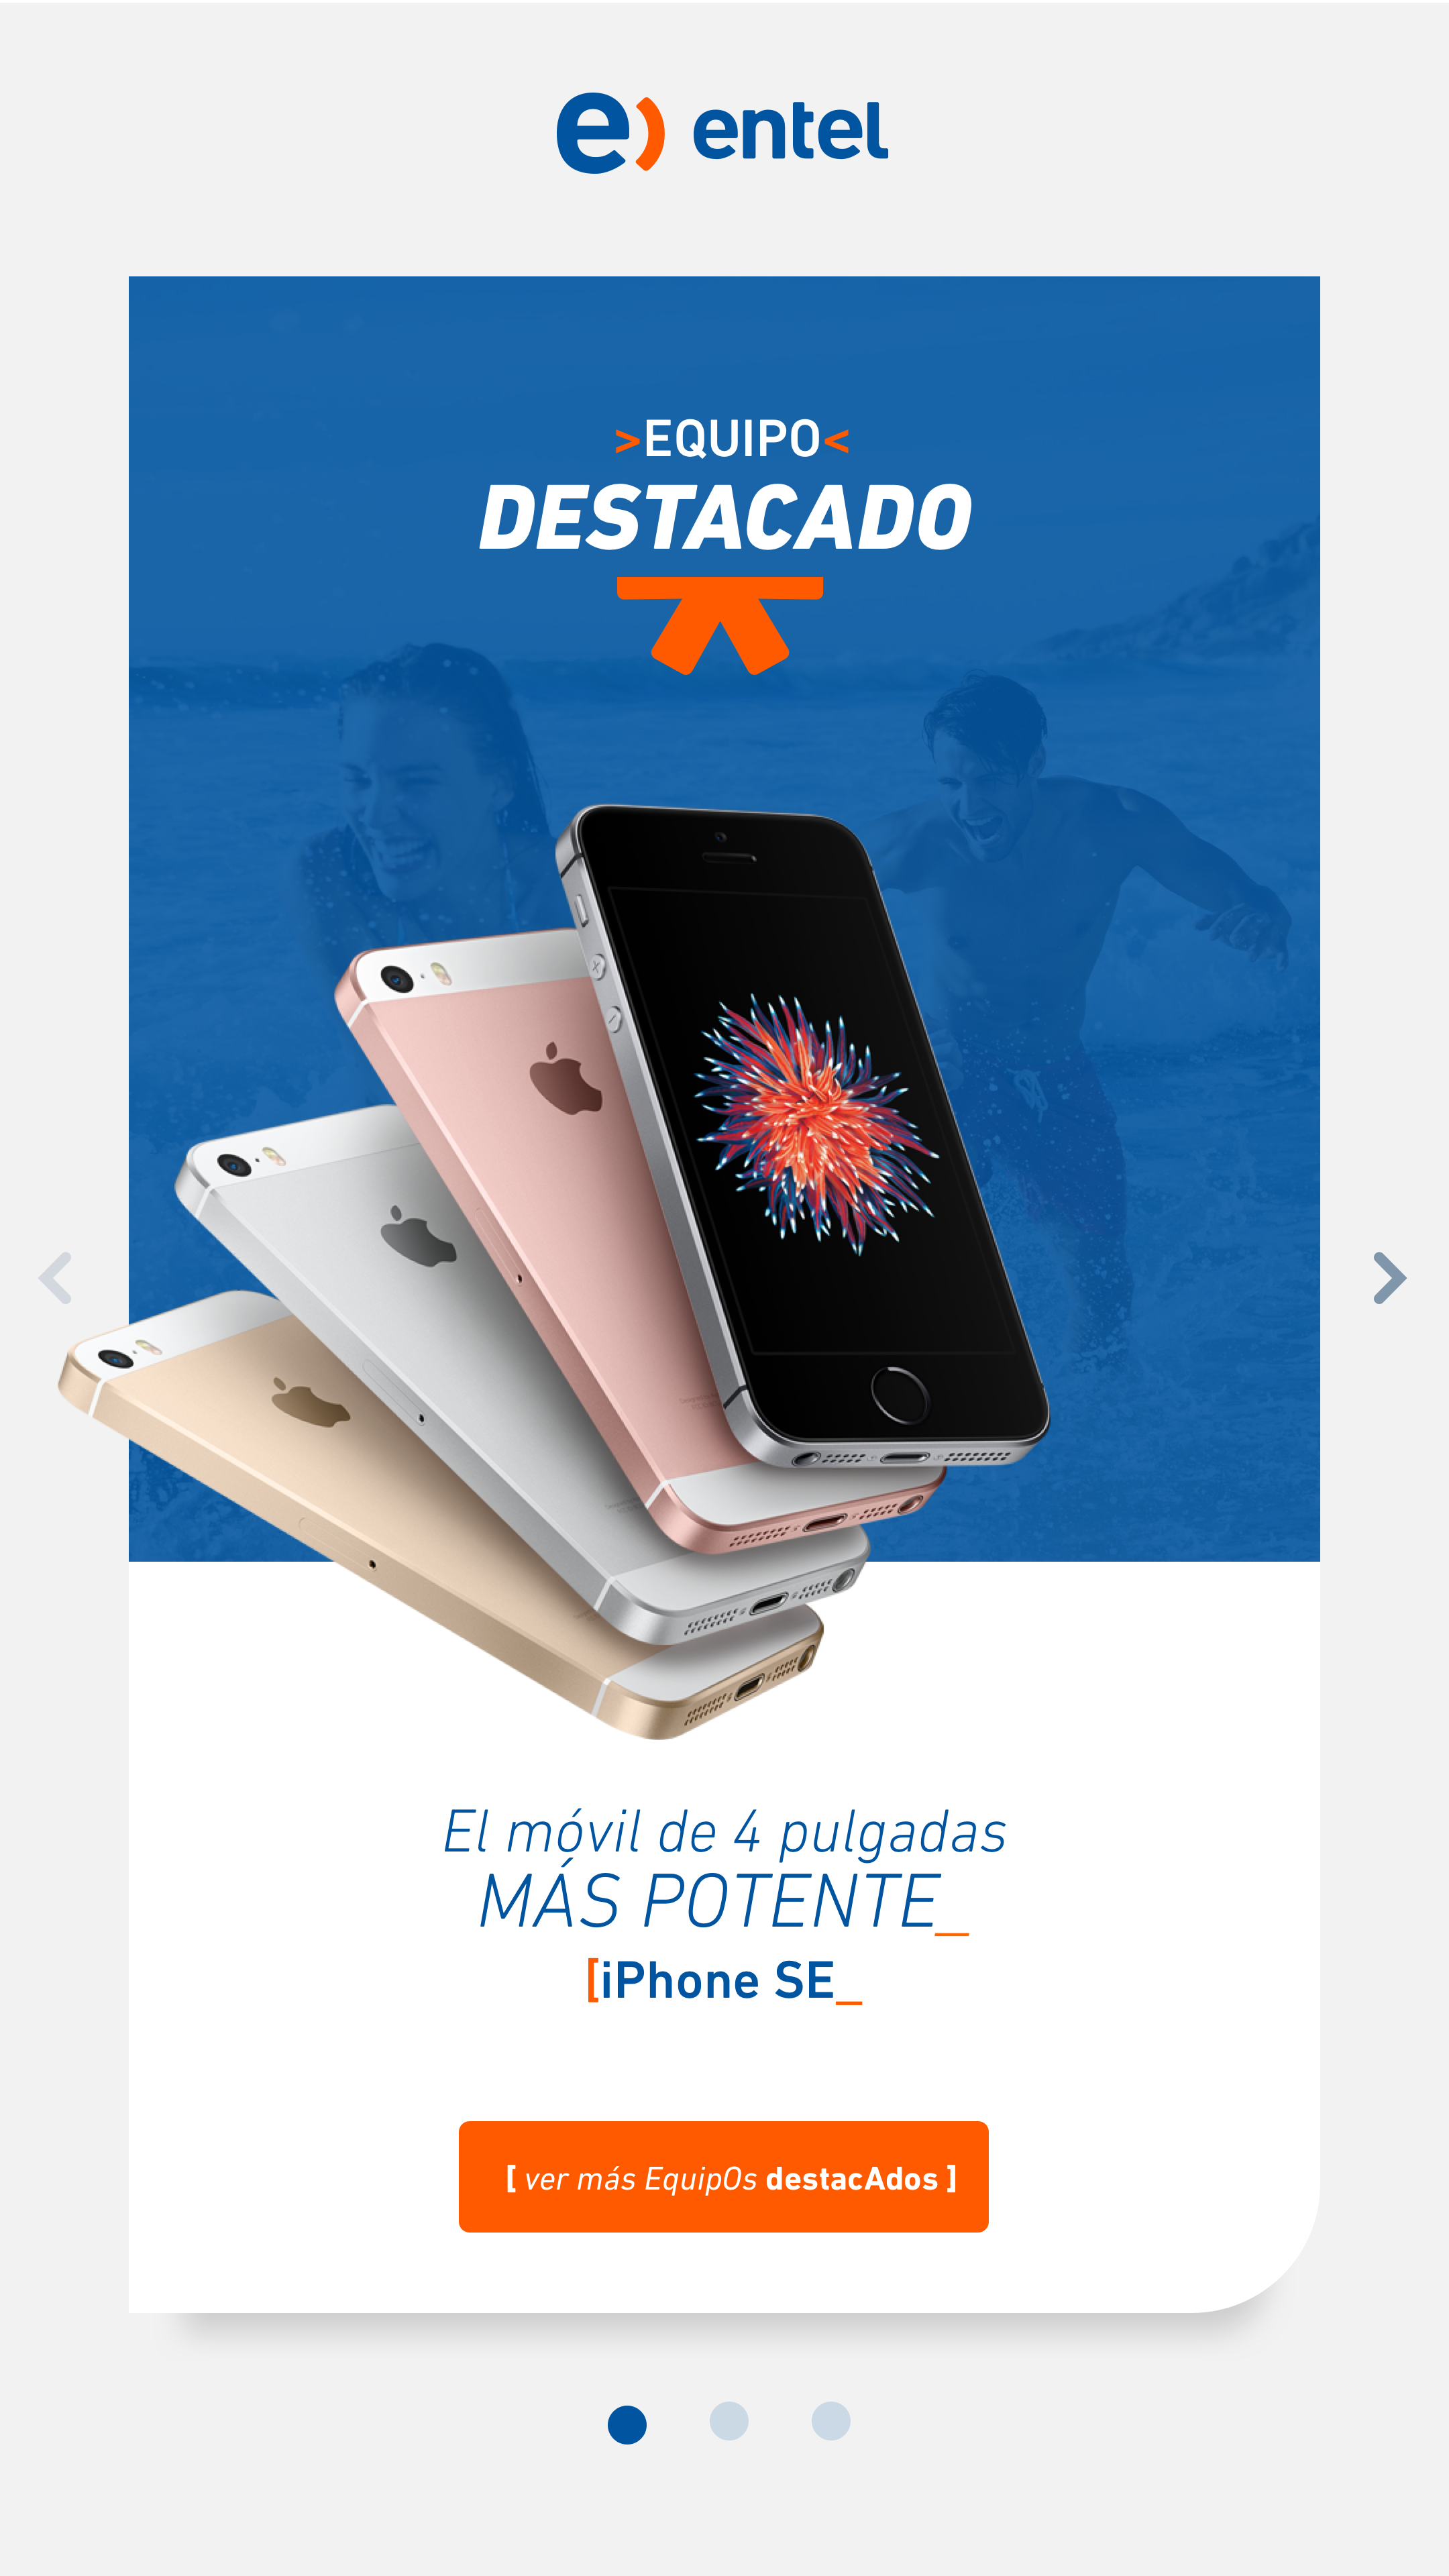 e) entel
>EQUIPO<
DESTACADO
El móvil de 4 pulgadas
MÁS POTENTE_
[iPhone SE_
[ ver más EquipOs destacAdos ]